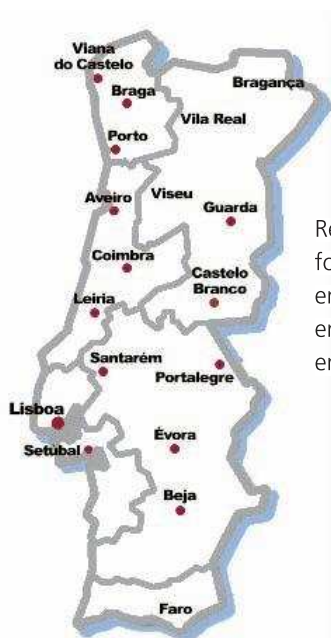 Viana
do Castelo
Bragança
Braga
Vila Real
Porto
Aveiro
Viseu
Guarda
Coimbra
Castelo
Branco
Leiria
Santarém
Portalegre
Lisboa
Setubal
Évora
Beja
Faro